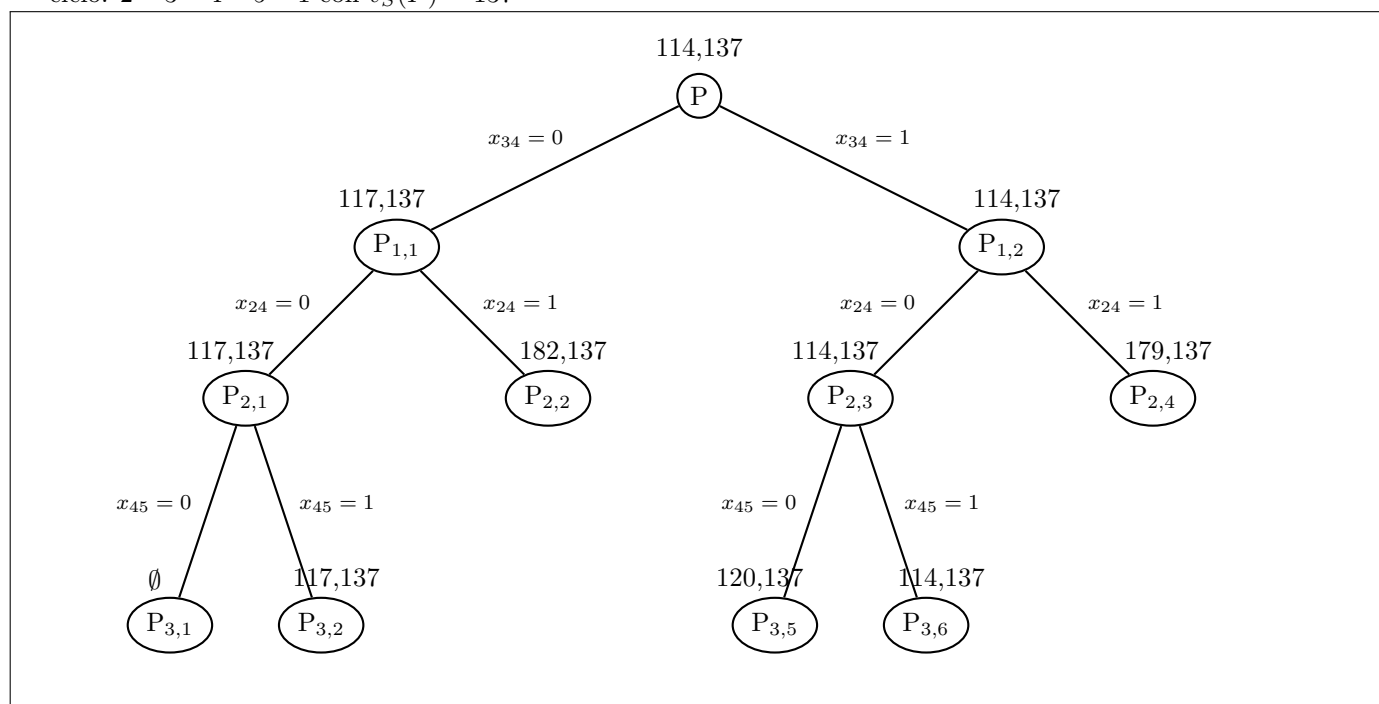 114,137
P
x₃₄ = 0
x₃₄ = 1
117,137
114,137
P₁,₁
P₁,₂
x₂₄ = 0
x₂₄ = 1
x₂₄ = 0
x₂₄ = 1
117,137
182,137
114,137
179,137
P₂,₁
P₂,₂
P₂,₃
P₂,₄
x₄₅ = 0
x₄₅ = 1
x₄₅ = 0
x₄₅ = 1
∅
117,137
120,137
114,137
P₃,₁
P₃,₂
P₃,₅
P₃,₆